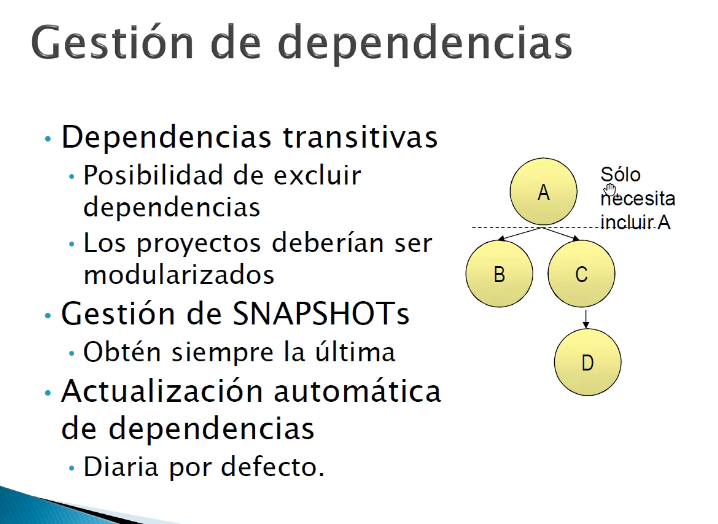 Gestión de dependencias
• Dependencias transitivas
• Posibilidad de excluir
dependencias
• Los proyectos deberían ser
modularizados
• Gestión de SNAPSHOTs
• Obtén siempre la última
• Actualización automática
de dependencias
• Diaria por defecto.
A
Sólo
necesita
incluir A
B
C
D